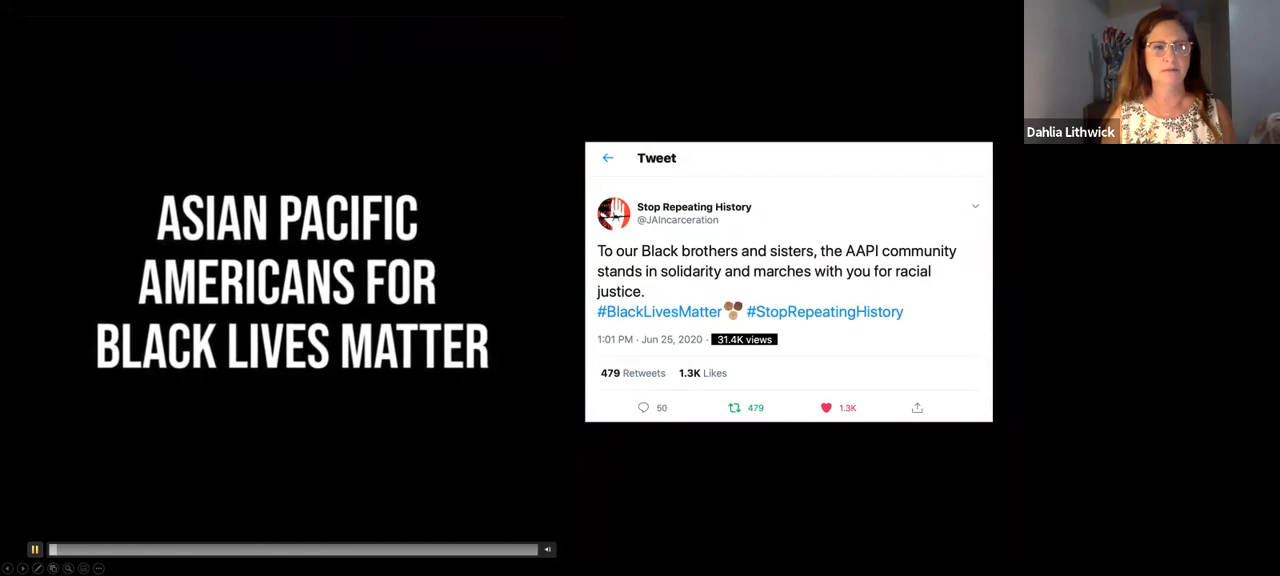 ASIAN PACIFIC
AMERICANS FOR
BLACK LIVES MATTER
Tweet
Stop Repeating History
@JAIncarceration
To our Black brothers and sisters, the AAPI community
stands in solidarity and marches with you for racial
justice.
#BlackLivesMatter #StopRepeatingHistory
1:01 PM · Jun 25, 2020 · 31.4K views
479 Retweets 1.3K Likes
50 479 1.3K
Dahlia Lithwick